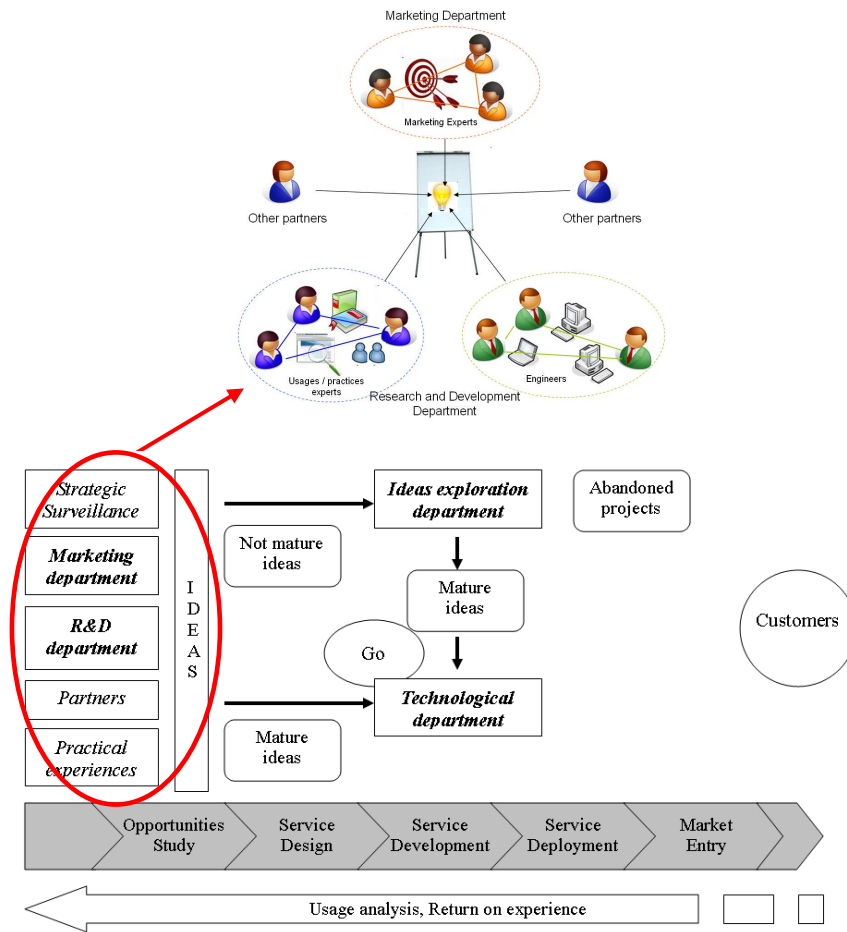 Marketing Department
Marketing Experts
Other partners
Other partners
Usages / practices
experts
Engineers
Research and Development
Department
Strategic
Surveillance
Marketing
department
R&D
department
Partners
Practical
experiences
I
D
E
A
S
Not mature
ideas
Mature
ideas
Ideas exploration
department
Mature
ideas
Go
Technological
department
Abandoned
projects
Customers
Opportunities
Study
Service
Design
Service
Development
Service
Deployment
Market
Entry
Usage analysis, Return on experience